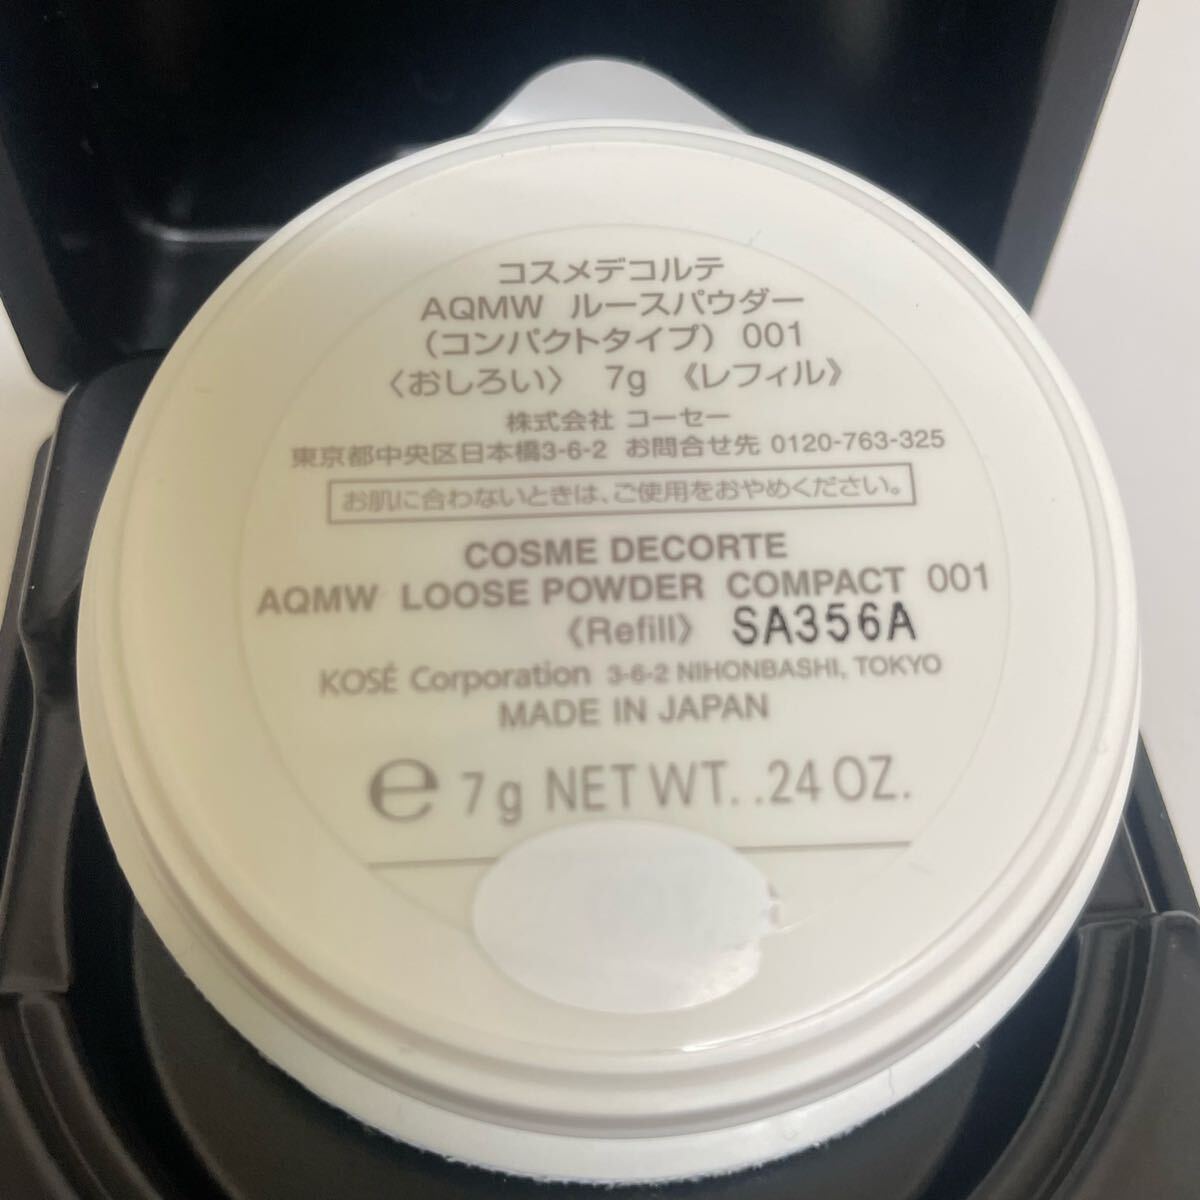 コスメデコルテ
AQMW ルースパウダー
（コンパクトタイプ） 001
〈おしろい〉 7g 《レフィル》
株式会社 コーセー
東京都中央区日本橋3-6-2 お問合せ先 0120-763-325
お肌に合わないときは、ご使用をおやめください。
COSME DECORTE
AQMW LOOSE POWDER COMPACT 001
《Refill》 SA356A
KOSÉ Corporation 3-6-2 NIHONBASHI, TOKYO
MADE IN JAPAN
℮ 7g NET WT. .24 OZ.